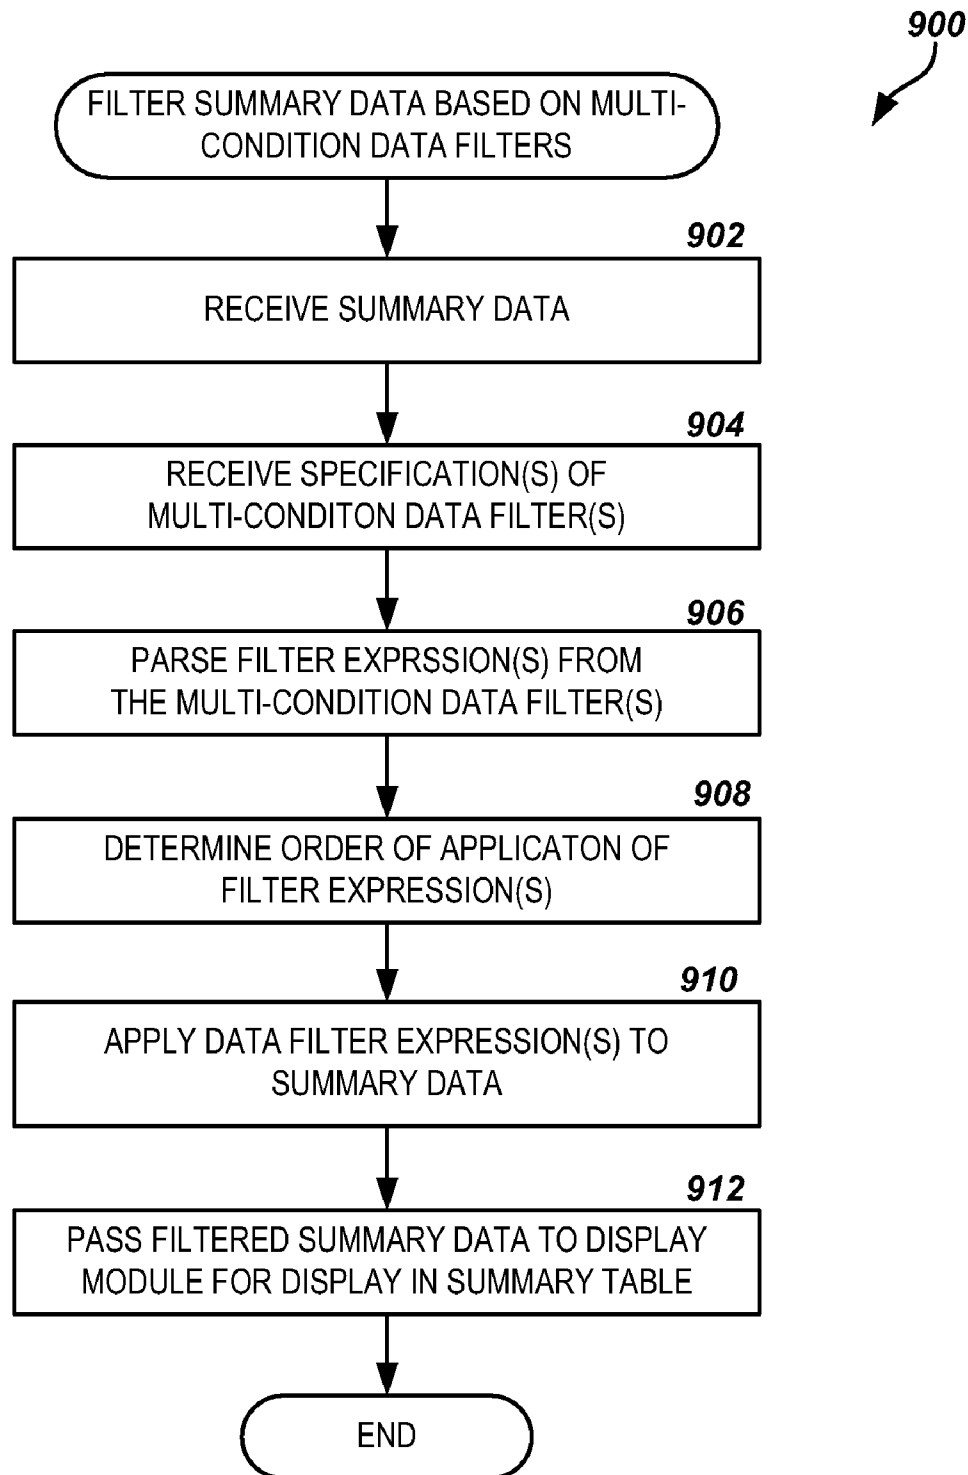 900
FILTER SUMMARY DATA BASED ON MULTI-
CONDITION DATA FILTERS
902
RECEIVE SUMMARY DATA
904
RECEIVE SPECIFICATION(S) OF
MULTI-CONDITON DATA FILTER(S)
906
PARSE FILTER EXPRSSION(S) FROM
THE MULTI-CONDITION DATA FILTER(S)
908
DETERMINE ORDER OF APPLICATON OF
FILTER EXPRESSION(S)
910
APPLY DATA FILTER EXPRESSION(S) TO
SUMMARY DATA
912
PASS FILTERED SUMMARY DATA TO DISPLAY
MODULE FOR DISPLAY IN SUMMARY TABLE
END